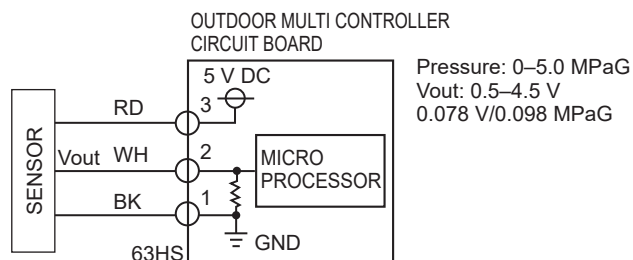 OUTDOOR MULTI CONTROLLER
CIRCUIT BOARD
Pressure: 0–5.0 MPaG
Vout: 0.5–4.5 V
0.078 V/0.098 MPaG
5 V DC
RD
3
SENSOR
Vout WH
2
MICRO
PROCESSOR
BK
1
GND
63HS